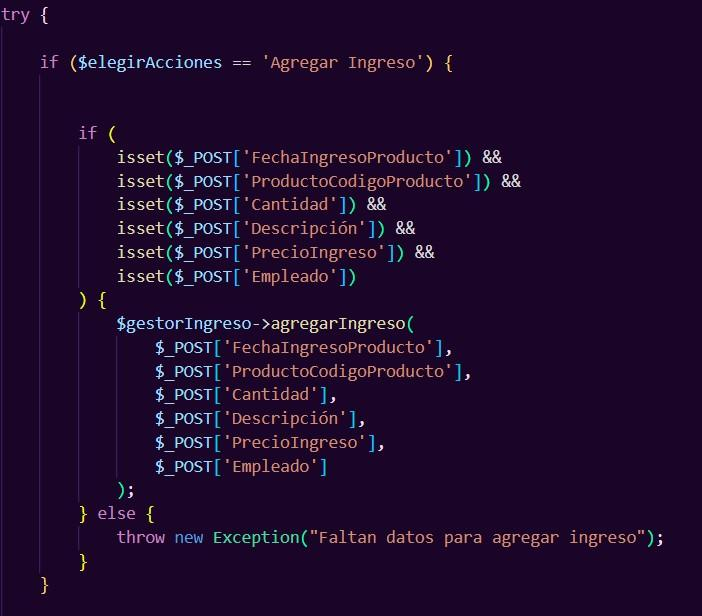 try {
if ($elegirAcciones == 'Agregar Ingreso') {
if (
isset($_POST['FechaIngresoProducto']) &&
isset($_POST['ProductoCodigoProducto']) &&
isset($_POST['Cantidad']) &&
isset($_POST['Descripción']) &&
isset($_POST['PrecioIngreso']) &&
isset($_POST['Empleado'])
) {
$gestorIngreso->agregarIngreso(
$_POST['FechaIngresoProducto'],
$_POST['ProductoCodigoProducto'],
$_POST['Cantidad'],
$_POST['Descripción'],
$_POST['PrecioIngreso'],
$_POST['Empleado']
);
} else {
throw new Exception("Faltan datos para agregar ingreso");
}
}